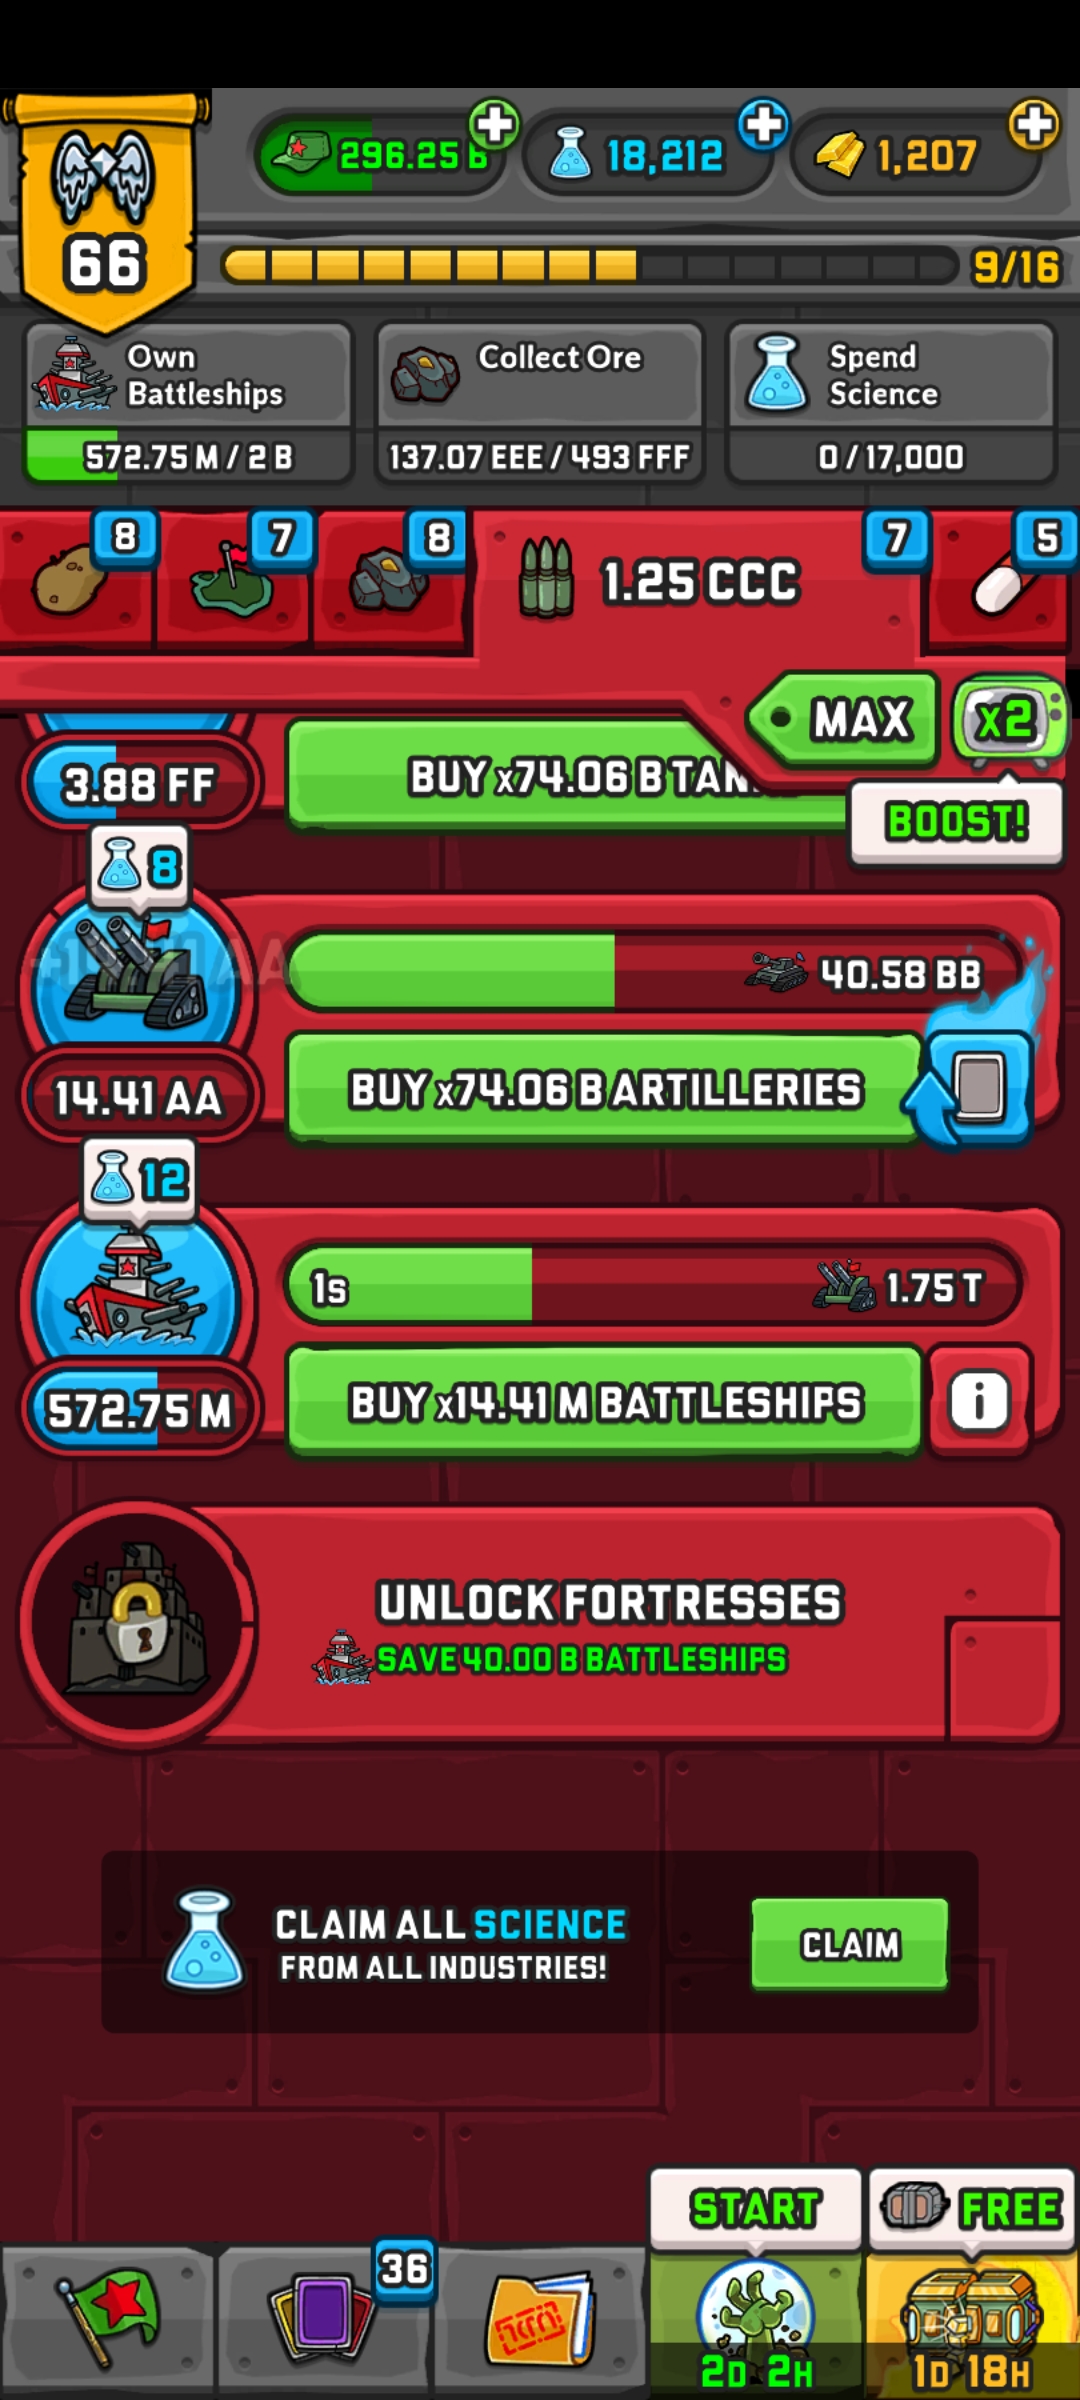 296.25 B
18,212
1,207
66
9/16
Own
Battleships
572.75 M / 2 B
Collect Ore
137.07 EEE / 493 FFF
Spend
Science
0 / 17,000
8
7
8
1.25 CCC
7
5
MAX
x2
BOOST!
3.88 FF
BUY x74.06 B
8
40.58 BB
14.41 AA
BUY x74.06 B ARTILLERIES
12
1s
1.75 T
572.75 M
BUY x14.41 M BATTLESHIPS
i
UNLOCK FORTRESSES
SAVE 40.00 B BATTLESHIPS
CLAIM ALL SCIENCE
FROM ALL INDUSTRIES!
CLAIM
START
FREE
36
2D 2H
1D 18H